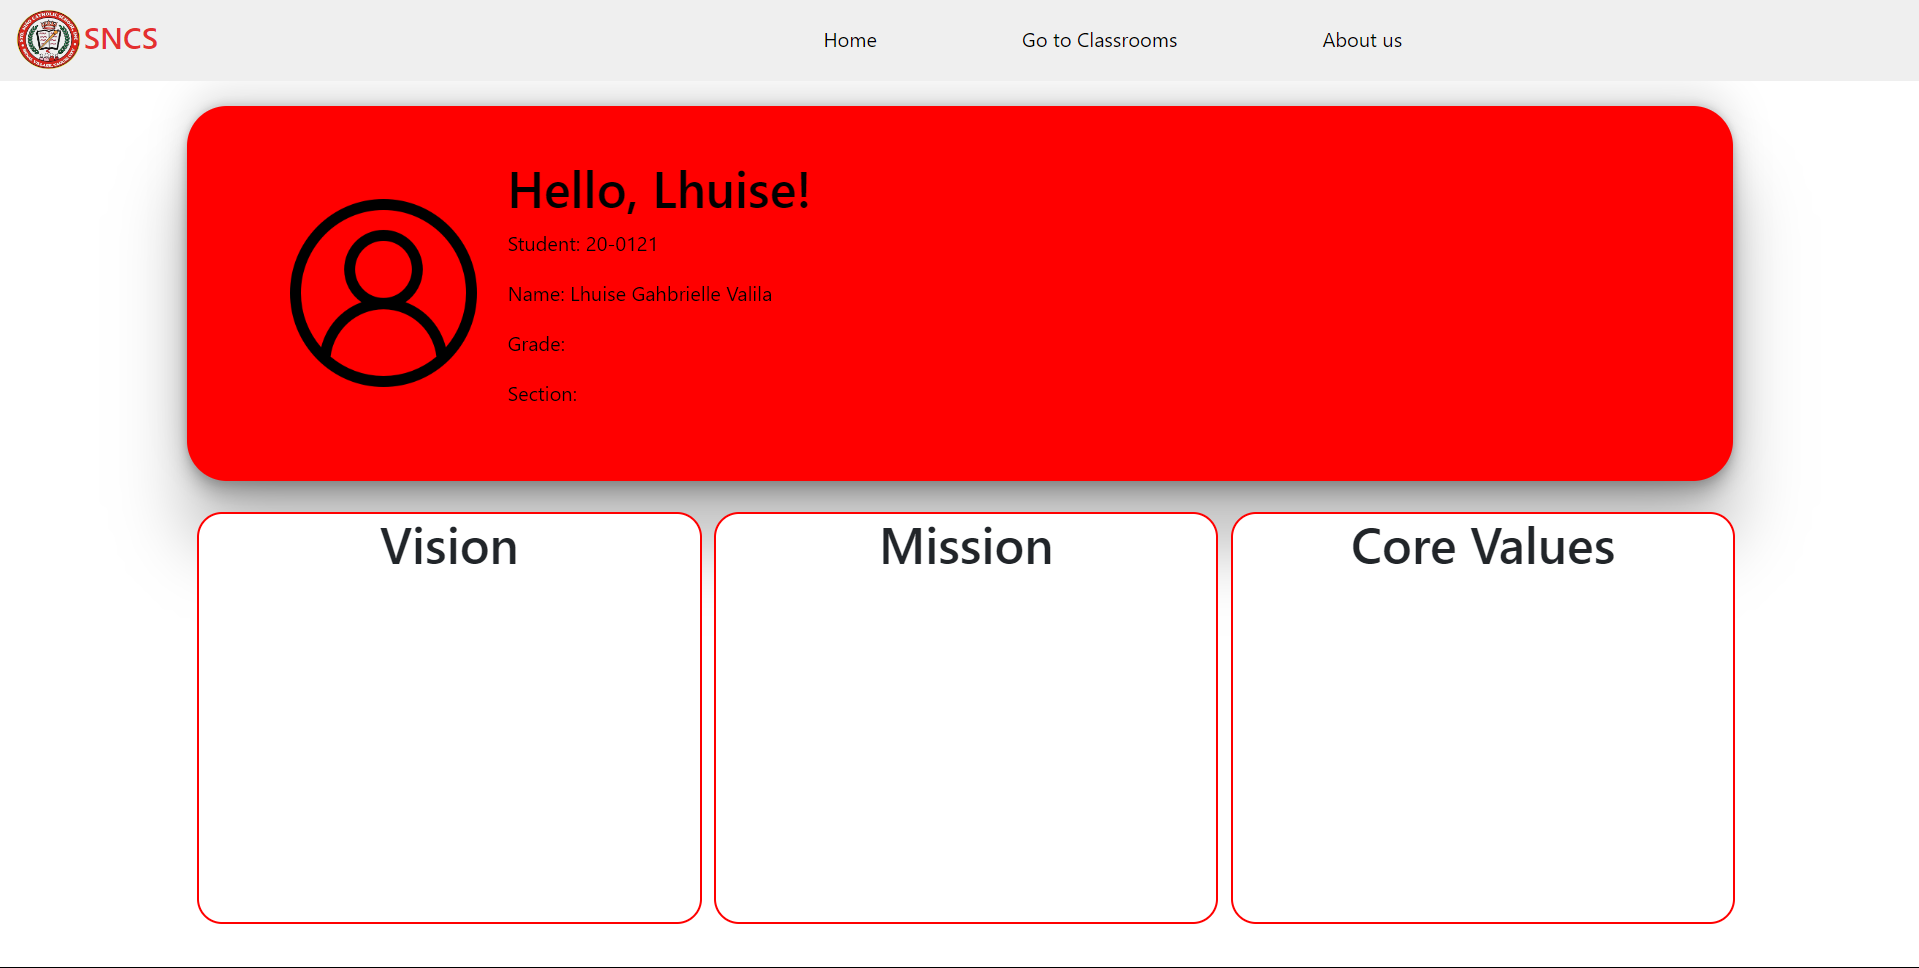 SNCS
Home
Go to Classrooms
About us
Hello, Lhuise!
Student: 20-0121
Name: Lhuise Gahbrielle Valila
Grade:
Section:
Vision
Mission
Core Values